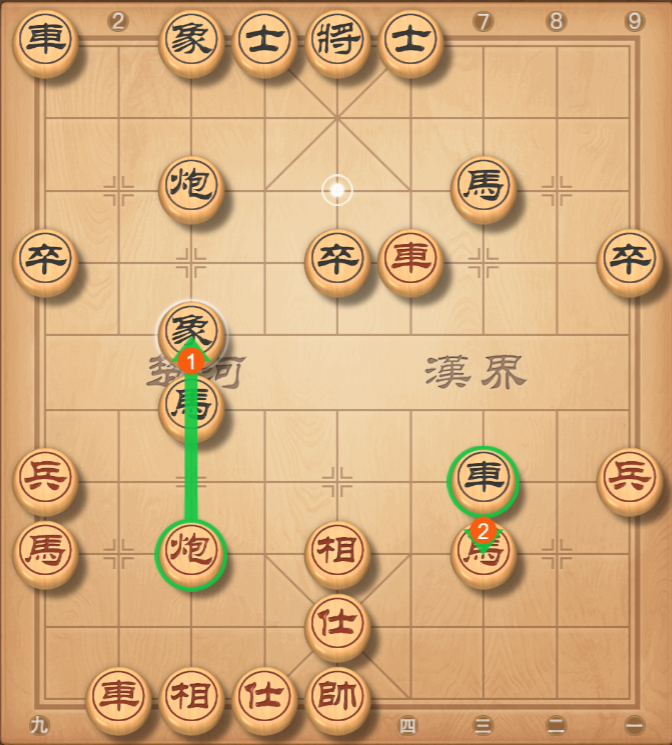 2 7 8 9
車 象 士 將 士
炮 馬
卒 卒 車 卒
象
1
楚河 漢界
馬
兵 車 兵
2
馬 炮 相 馬
仕
車 相 仕 帥
九 四 三 二 一